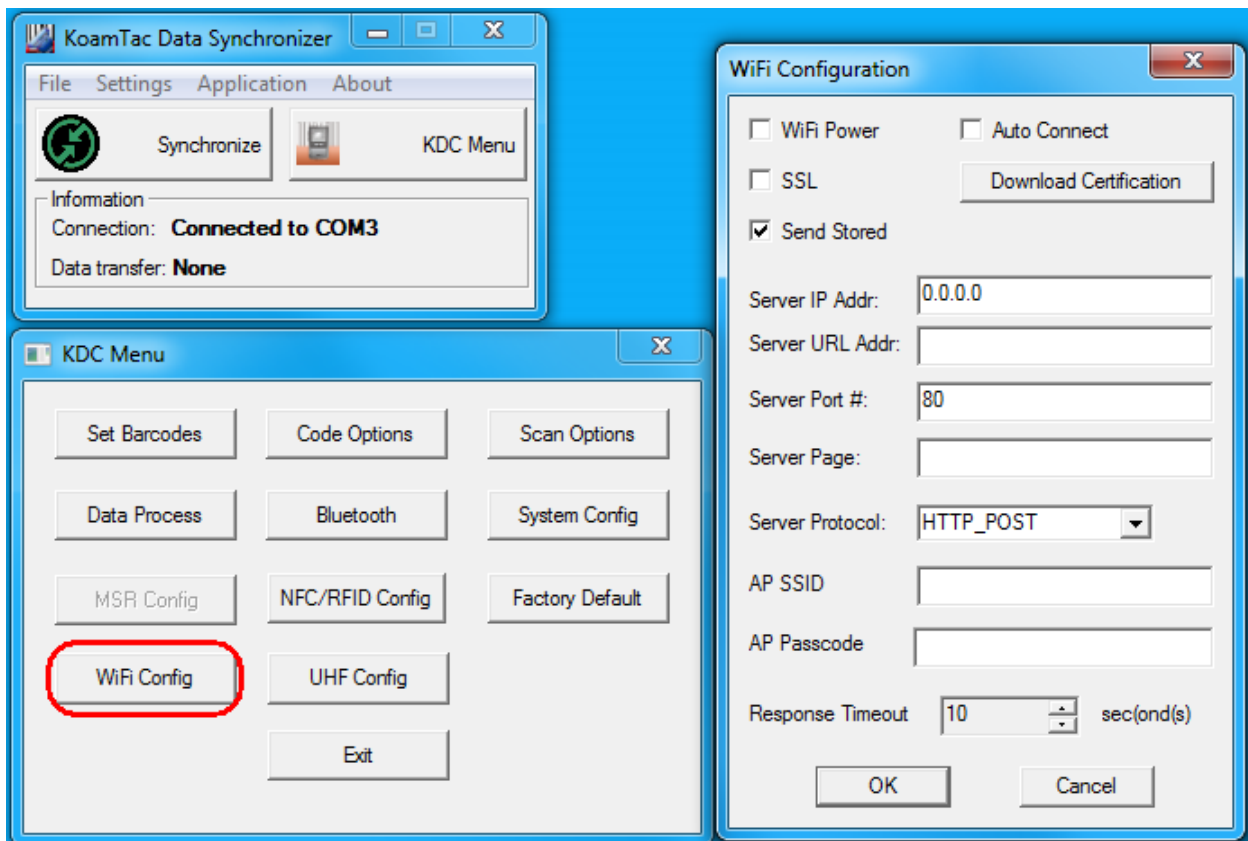 KoamTac Data Synchronizer
File Settings Application About
Synchronize KDC Menu
Information
Connection: Connected to COM3
Data transfer: None
KDC Menu
Set Barcodes Code Options Scan Options
Data Process Bluetooth System Config
MSR Config NFC/RFID Config Factory Default
WiFi Config UHF Config
Exit
WiFi Configuration
WiFi Power Auto Connect
SSL Download Certification
Send Stored
Server IP Addr: 0.0.0.0
Server URL Addr:
Server Port #: 80
Server Page:
Server Protocol: HTTP_POST
AP SSID
AP Passcode
Response Timeout 10 sec(ond(s)
OK Cancel